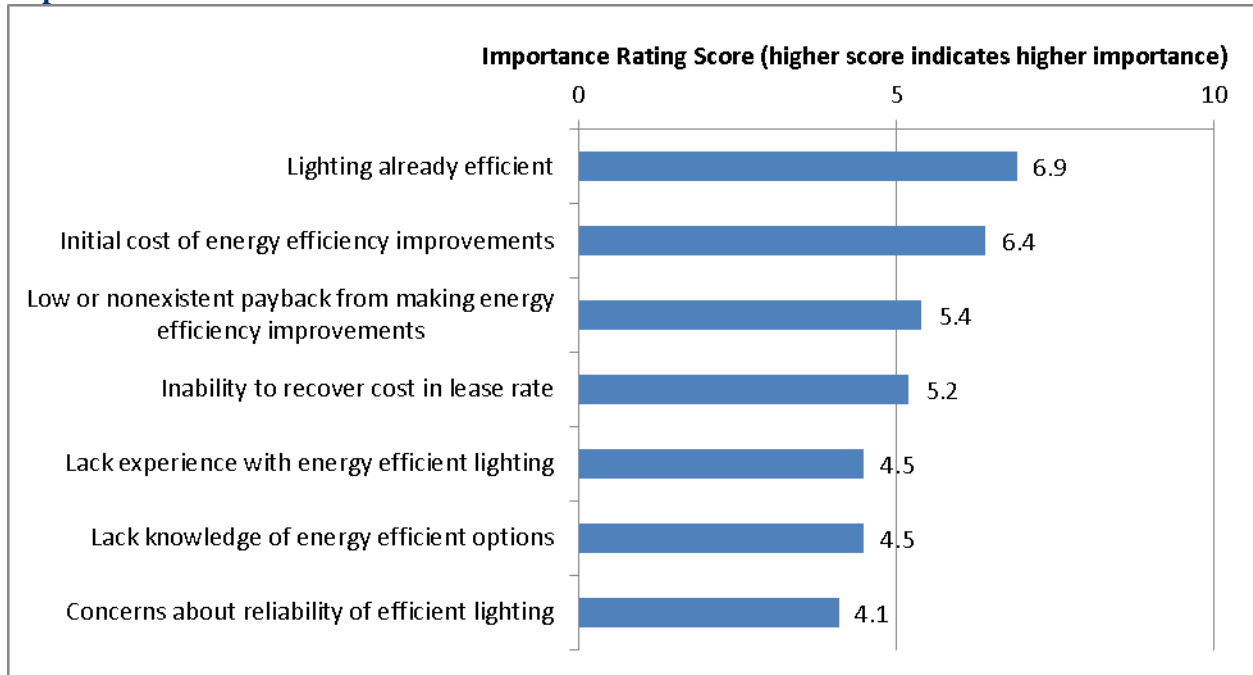 Importance Rating Score (higher score indicates higher importance)
0 5 10
Lighting already efficient 6.9
Initial cost of energy efficiency improvements 6.4
Low or nonexistent payback from making energy
efficiency improvements 5.4
Inability to recover cost in lease rate 5.2
Lack experience with energy efficient lighting 4.5
Lack knowledge of energy efficient options 4.5
Concerns about reliability of efficient lighting 4.1